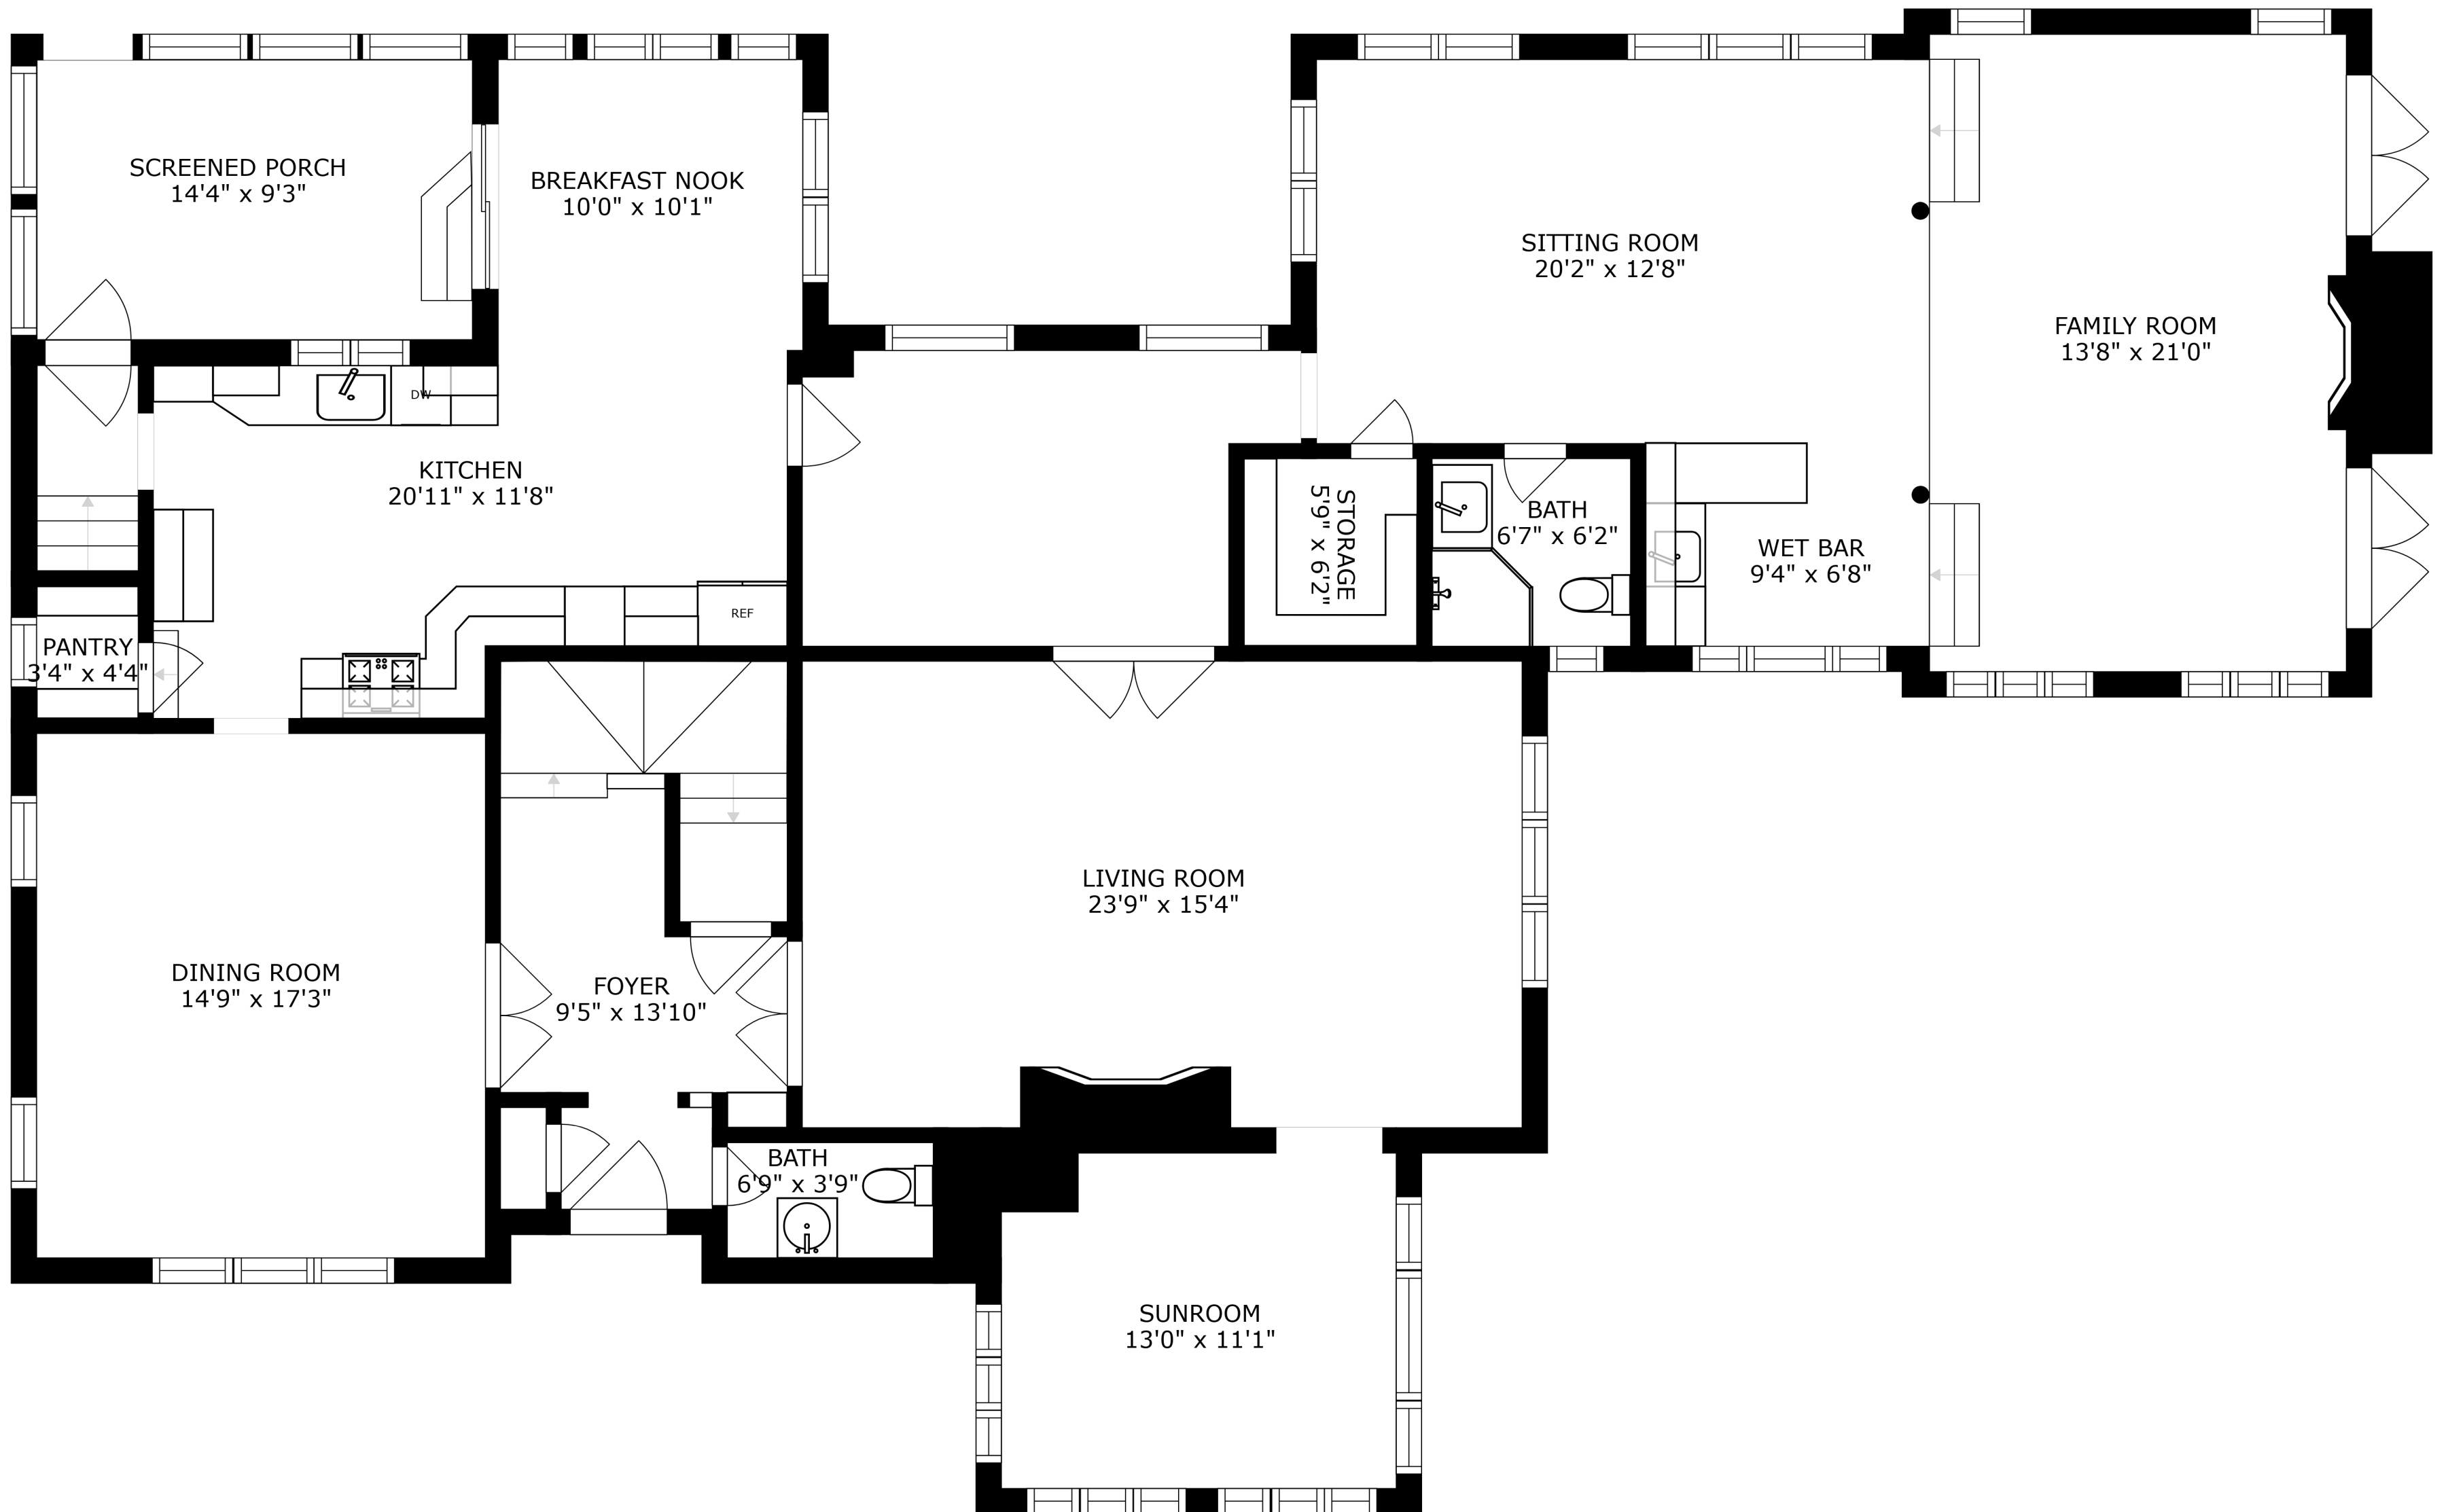 SCREENED PORCH
14'4" x 9'3"
BREAKFAST NOOK
10'0" x 10'1"
SITTING ROOM
20'2" x 12'8"
FAMILY ROOM
13'8" x 21'0"
DW
KITCHEN
20'11" x 11'8"
STORAGE
5'9" x 6'2"
BATH
6'7" x 6'2"
WET BAR
9'4" x 6'8"
REF
PANTRY
3'4" x 4'4"
LIVING ROOM
23'9" x 15'4"
DINING ROOM
14'9" x 17'3"
FOYER
9'5" x 13'10"
BATH
6'9" x 3'9"
SUNROOM
13'0" x 11'1"